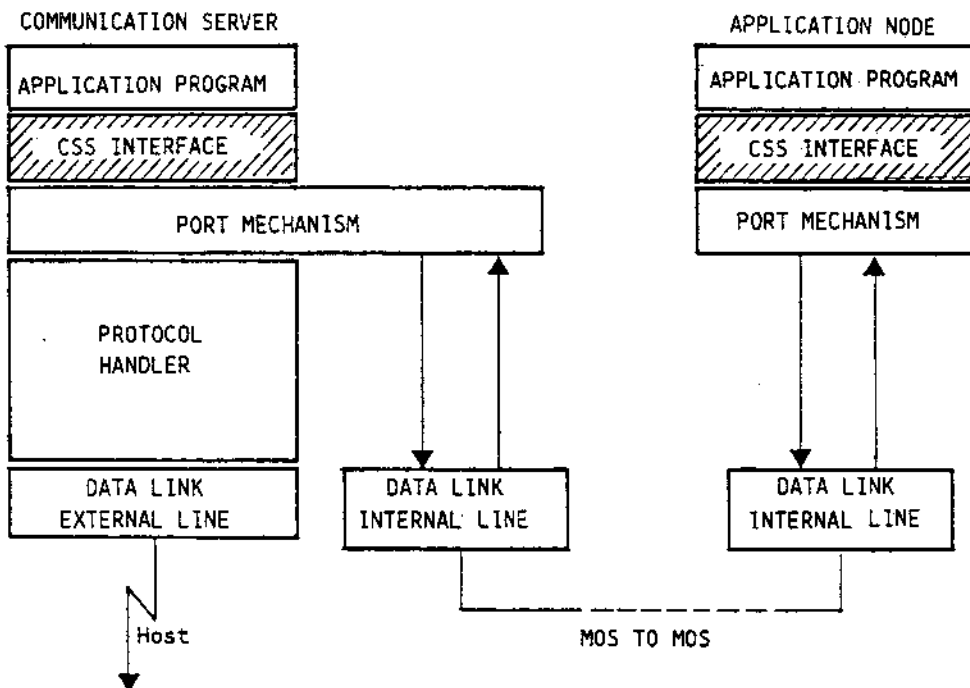 COMMUNICATION SERVER
APPLICATION PROGRAM
CSS INTERFACE
PORT MECHANISM
PROTOCOL
HANDLER
DATA LINK
EXTERNAL LINE
Host
DATA LINK
INTERNAL LINE
MOS TO MOS
APPLICATION NODE
APPLICATION PROGRAM
CSS INTERFACE
PORT MECHANISM
DATA LINK
INTERNAL LINE